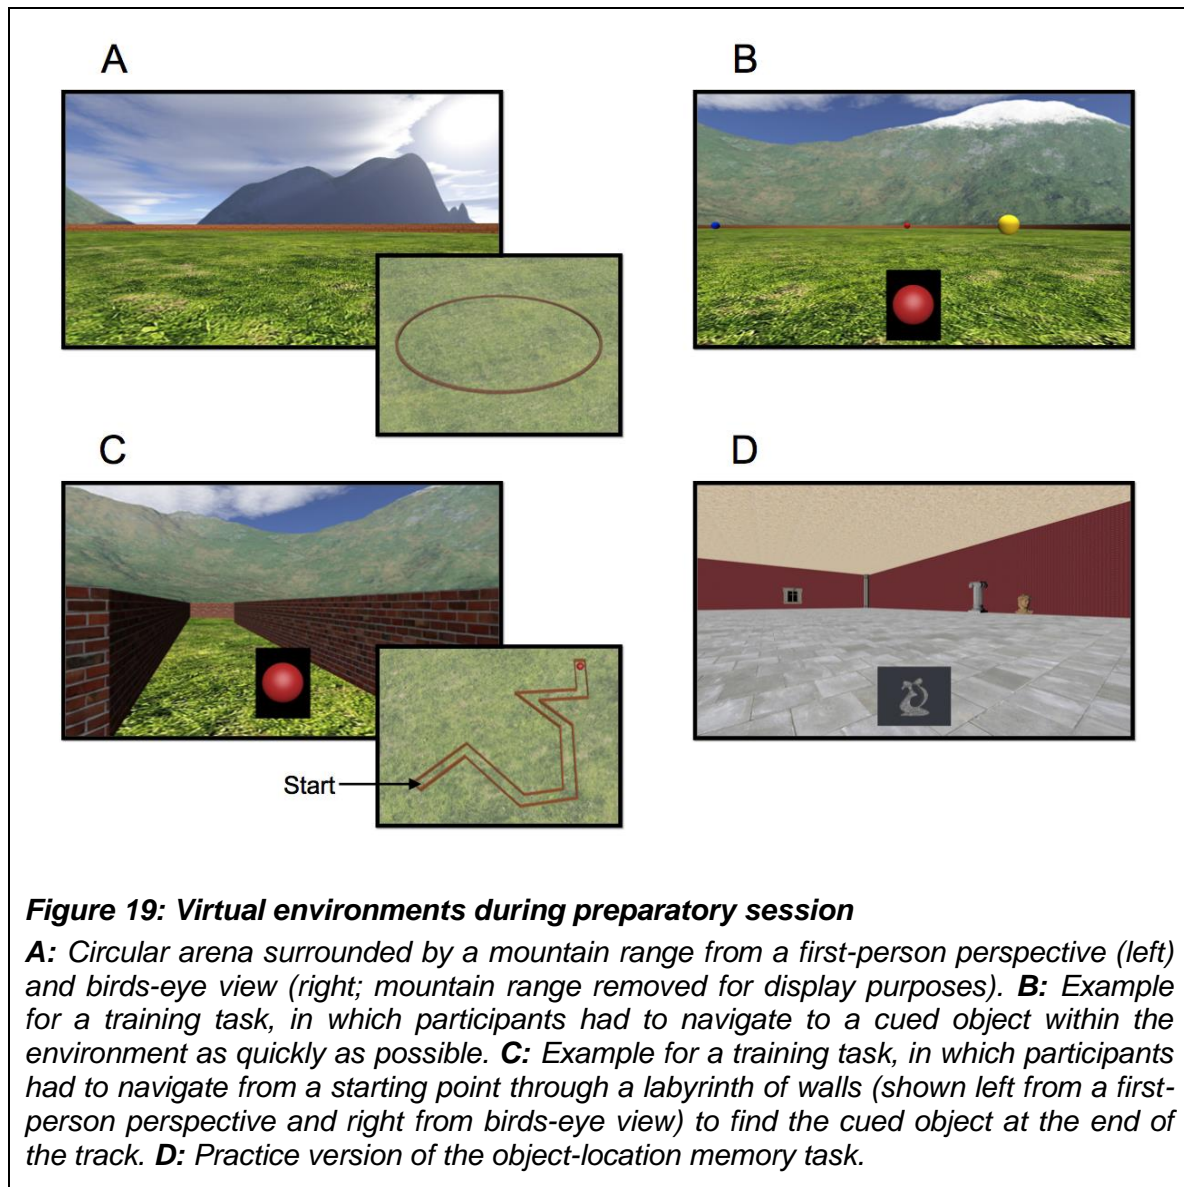 A
B
C
D
Start
Figure 19: Virtual environments during preparatory session
A: Circular arena surrounded by a mountain range from a first-person perspective (left)
and birds-eye view (right; mountain range removed for display purposes). B: Example
for a training task, in which participants had to navigate to a cued object within the
environment as quickly as possible. C: Example for a training task, in which participants
had to navigate from a starting point through a labyrinth of walls (shown left from a first-
person perspective and right from birds-eye view) to find the cued object at the end of
the track. D: Practice version of the object-location memory task.